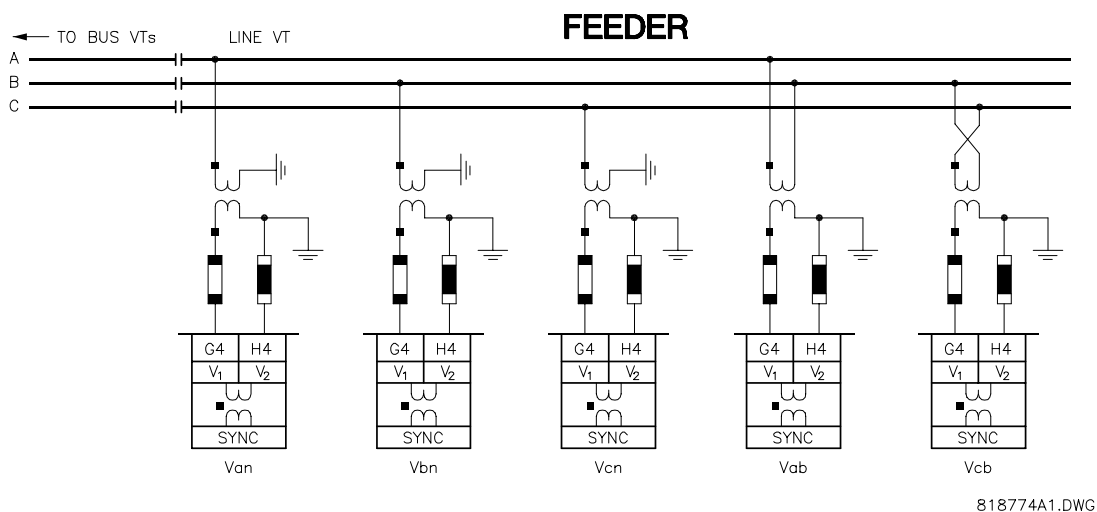 FEEDER
TO BUS VTs LINE VT
A
B
C
G4 H4 G4 H4 G4 H4 G4 H4 G4 H4
V1 V2 V1 V2 V1 V2 V1 V2 V1 V2
SYNC SYNC SYNC SYNC SYNC
Van Vbn Vcn Vab Vcb
818774A1.DWG